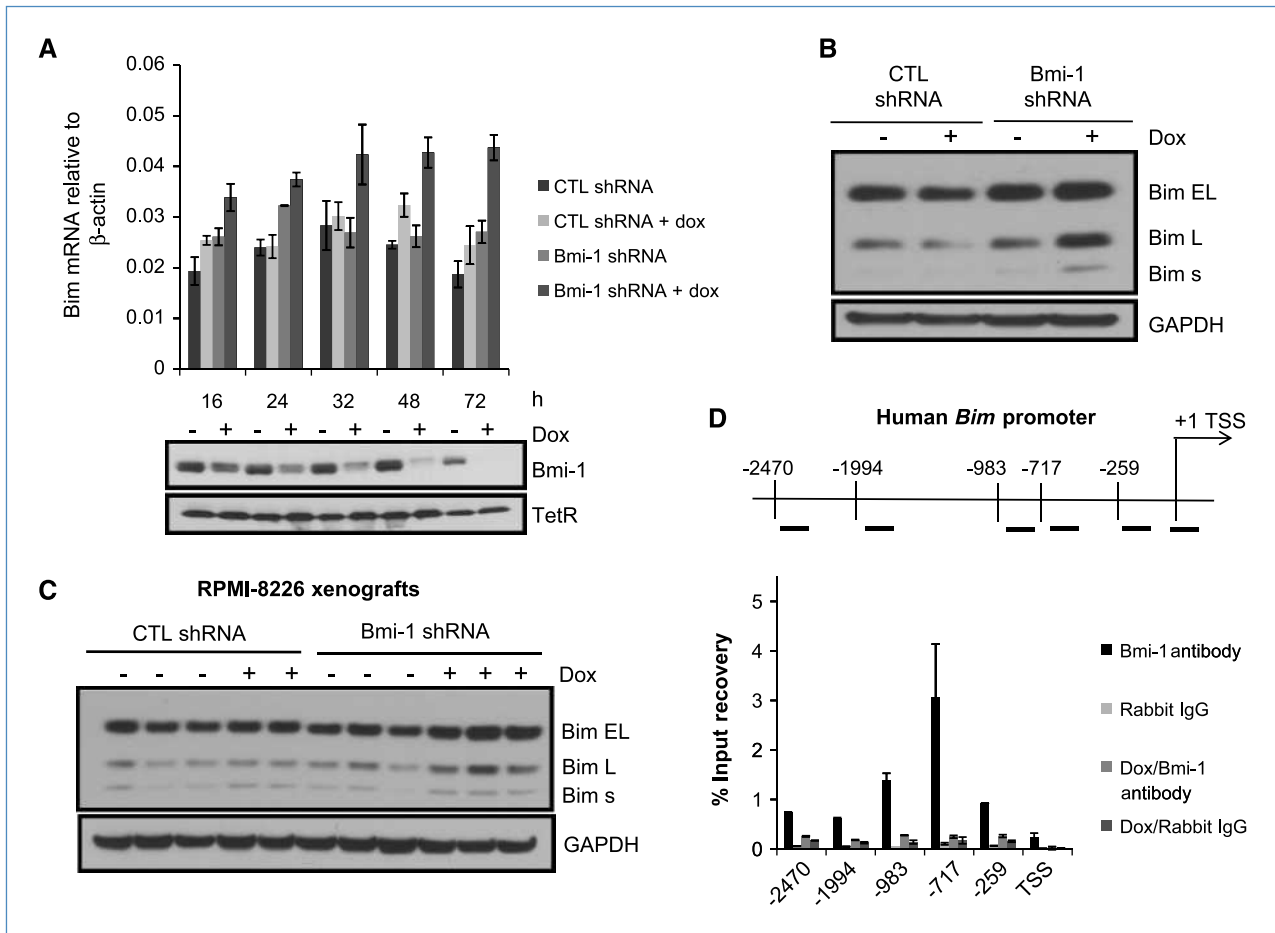 A
Bim mRNA relative to
β-actin
0.06
0.05
0.04
0.03
0.02
0.01
0
CTL shRNA
CTL shRNA + dox
Bmi-1 shRNA
Bmi-1 shRNA + dox
16 24 32 48 72 h
- + - + - + - + - + Dox
Bmi-1
TetR
B
CTL
shRNA
Bmi-1
shRNA
- + - + Dox
Bim EL
Bim L
Bim s
GAPDH
C
RPMI-8226 xenografts
CTL shRNA Bmi-1 shRNA
- - - + + - - - + + + Dox
Bim EL
Bim L
Bim s
GAPDH
D
Human Bim promoter
+1 TSS
-2470 -1994 -983 -717 -259
% Input recovery
5
4
3
2
1
0
-2470 -1994 -983 -717 -259 TSS
Bmi-1 antibody
Rabbit IgG
Dox/Bmi-1
antibody
Dox/Rabbit IgG